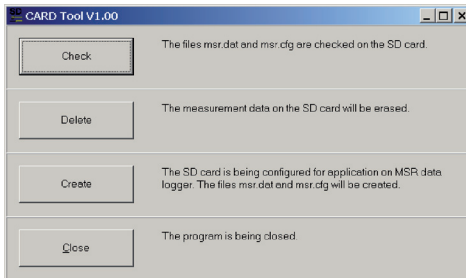 SD CARD Tool V1.00
Check
The files msr.dat and msr.cfg are checked on the SD card.
Delete
The measurement data on the SD card will be erased.
Create
The SD card is being configured for application on MSR data
logger. The files msr.dat and msr.cfg will be created.
Close
The program is being closed.